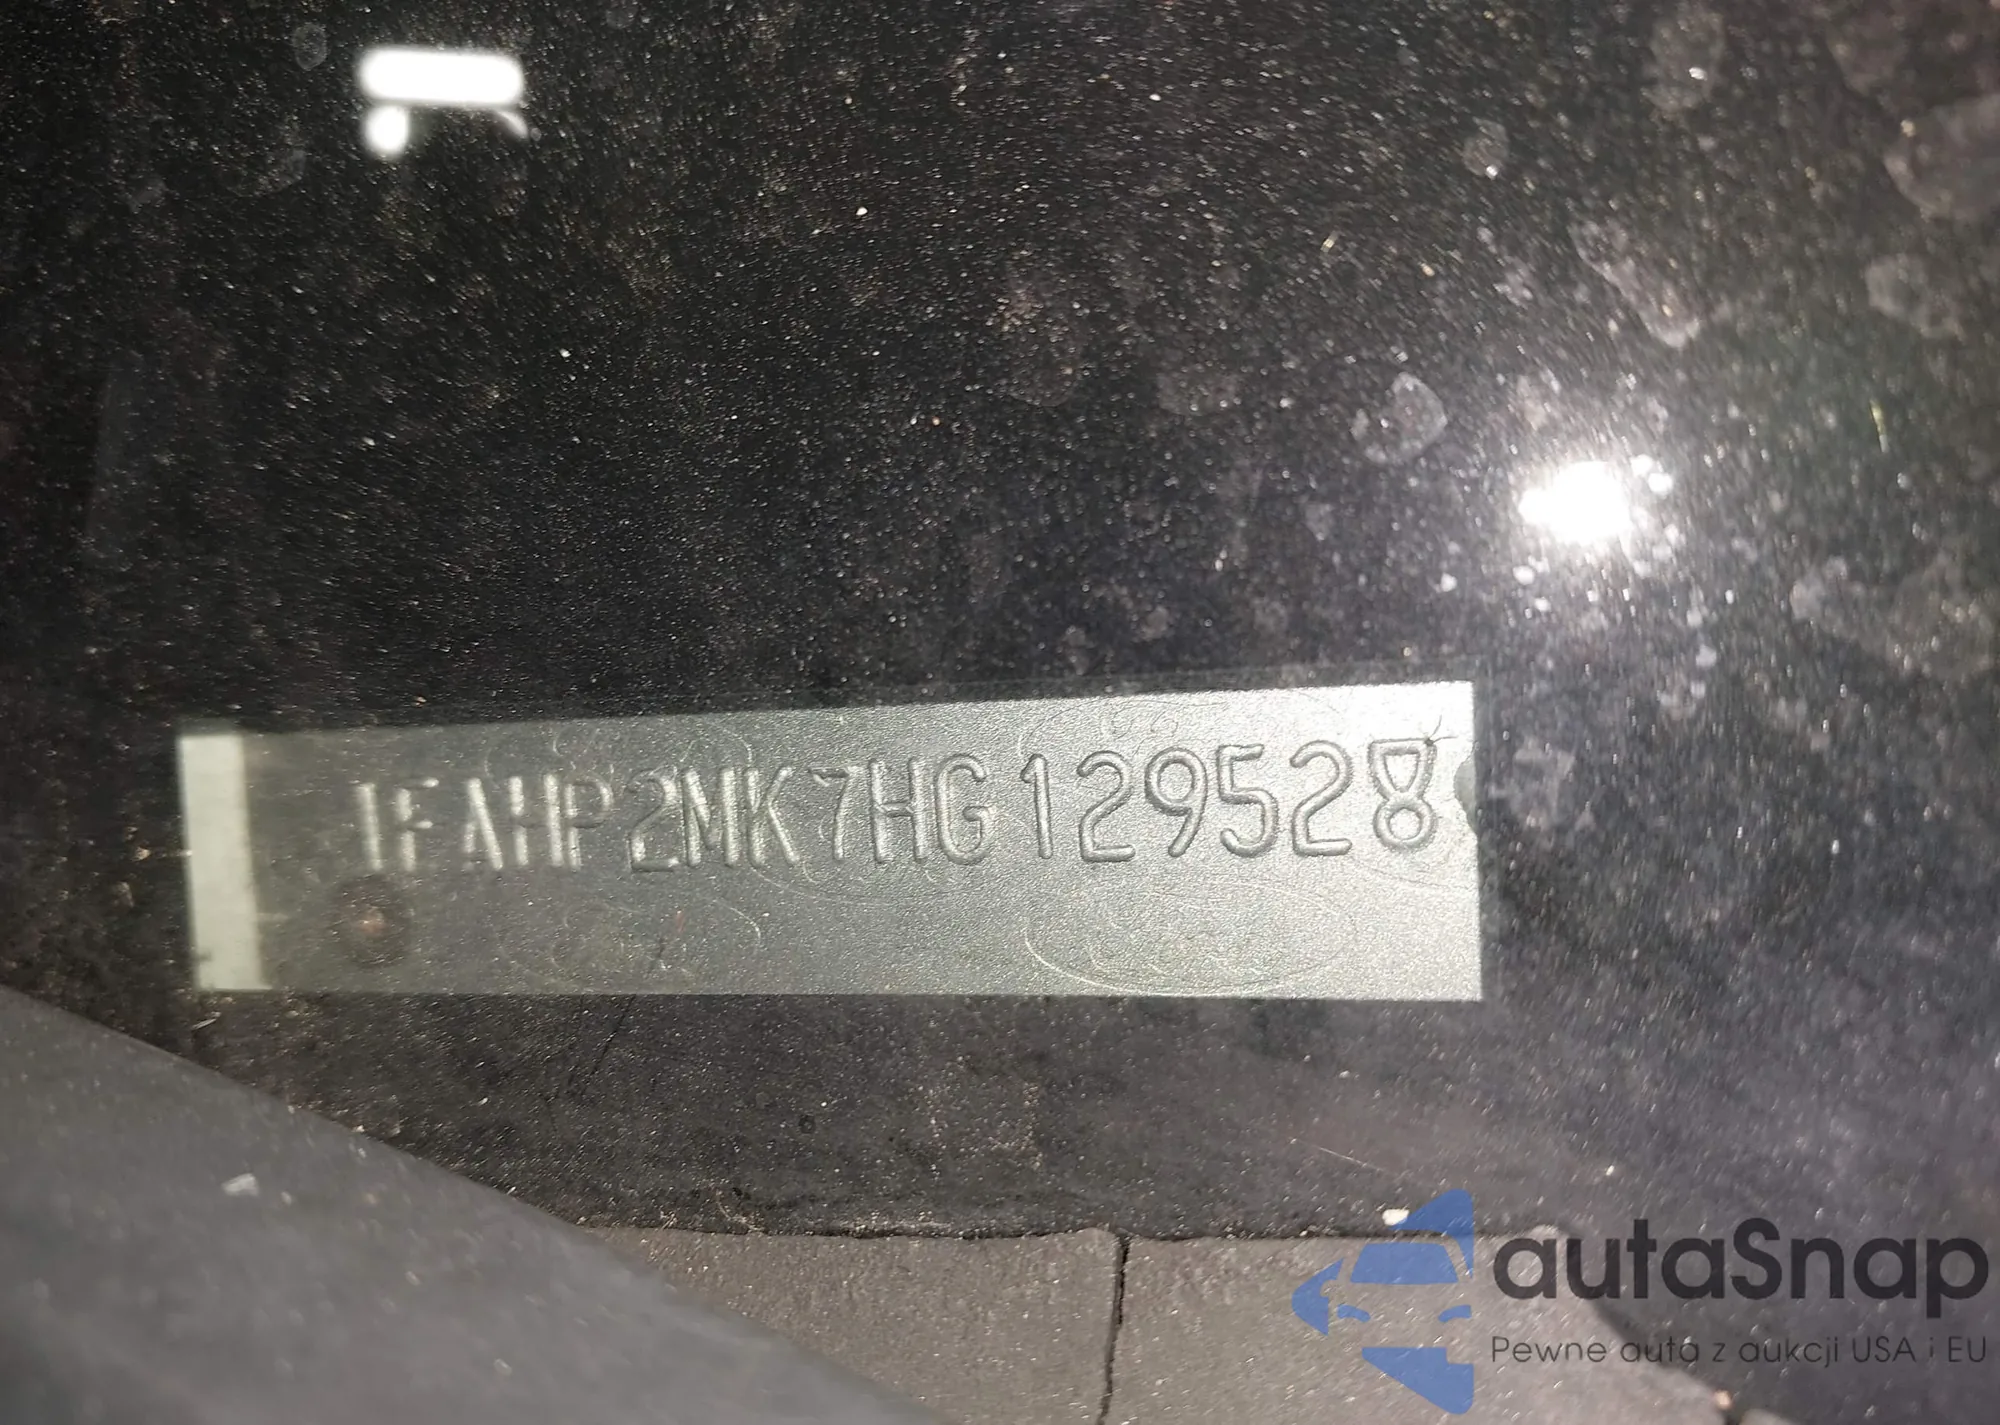 1FAHP2MK7HG129528
autaSnap
Pewne auta z aukcji USA i EU